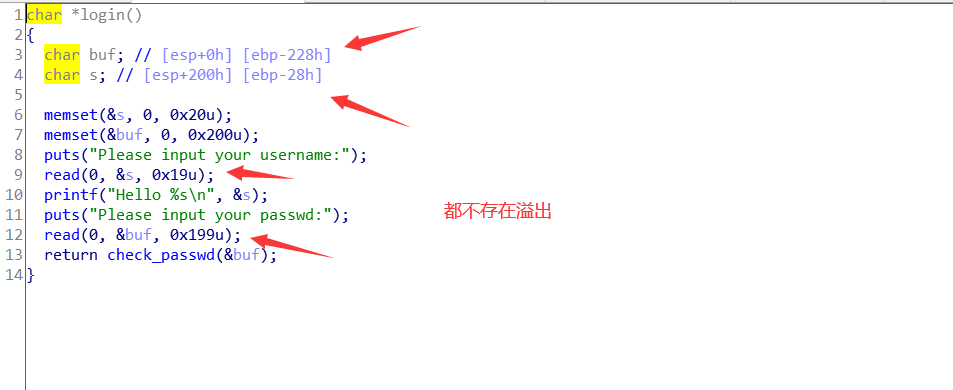 1 char *login()
2 {
3 char buf; // [esp+0h] [ebp-228h]
4 char s; // [esp+200h] [ebp-28h]
5
6 memset(&s, 0, 0x20u);
7 memset(&buf, 0, 0x200u);
8 puts("Please input your username:");
9 read(0, &s, 0x19u);
10 printf("Hello %s\n", &s);
11 puts("Please input your passwd:");
都不存在溢出
12 read(0, &buf, 0x199u);
13 return check_passwd(&buf);
14 }